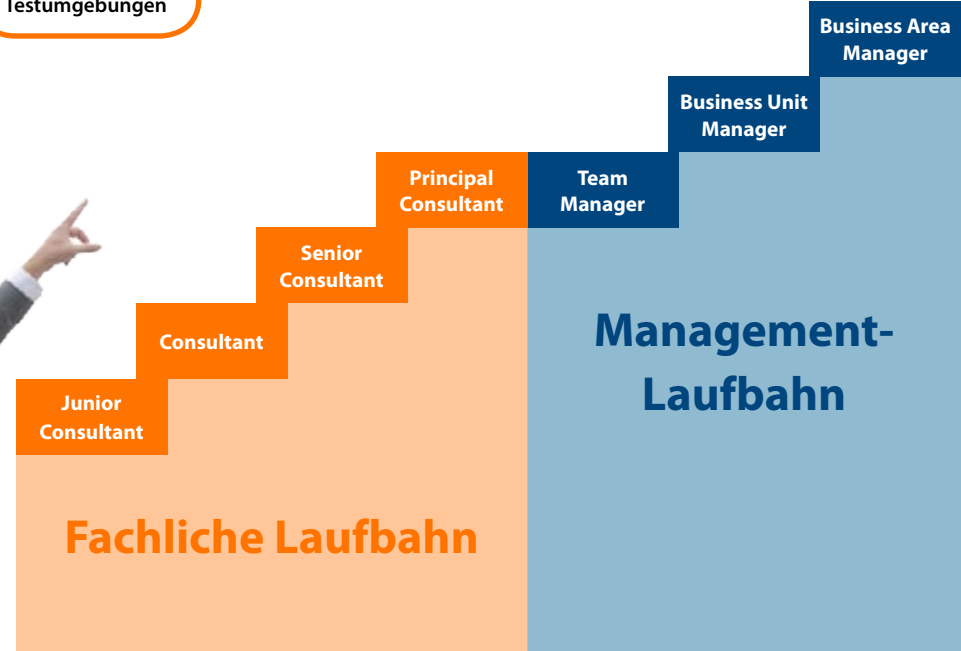 Testumgebungen
Business Area
Manager
Business Unit
Manager
Principal
Consultant
Team
Manager
Senior
Consultant
Consultant
Junior
Consultant
Management-
Laufbahn
Fachliche Laufbahn